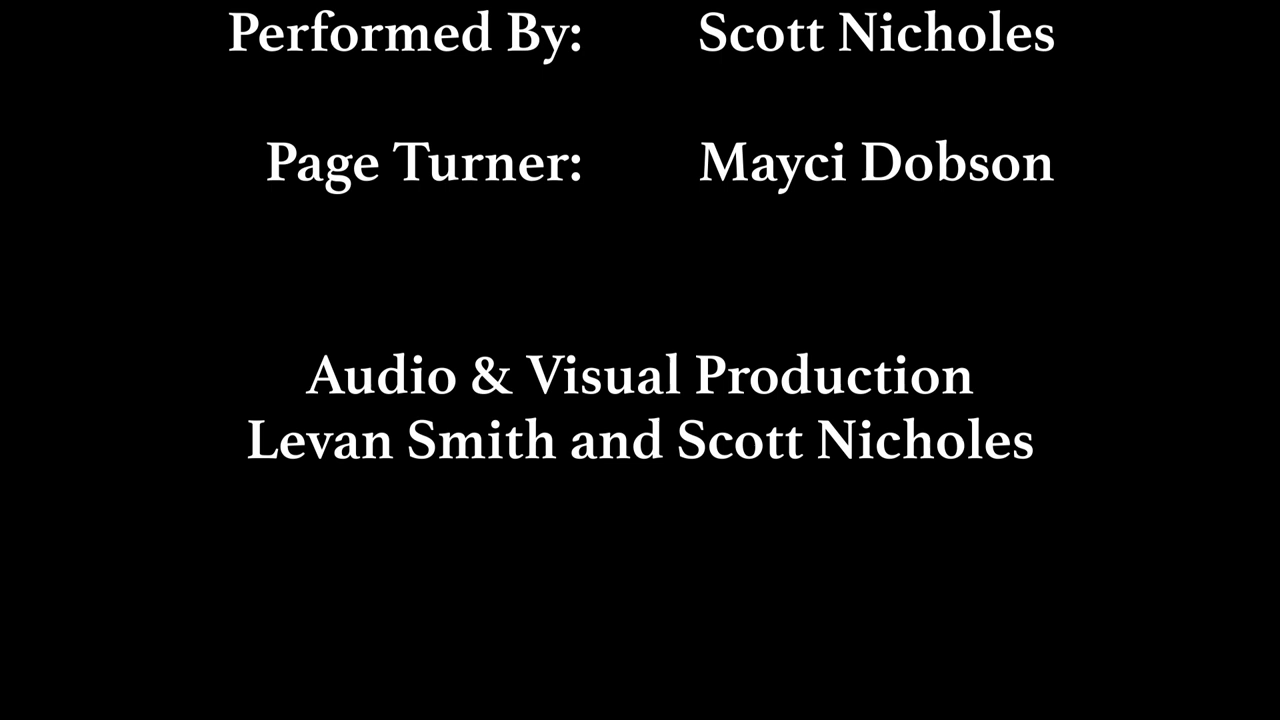 Performed By: Scott Nicholes
Page Turner: Mayci Dobson
Audio & Visual Production
Levan Smith and Scott Nicholes